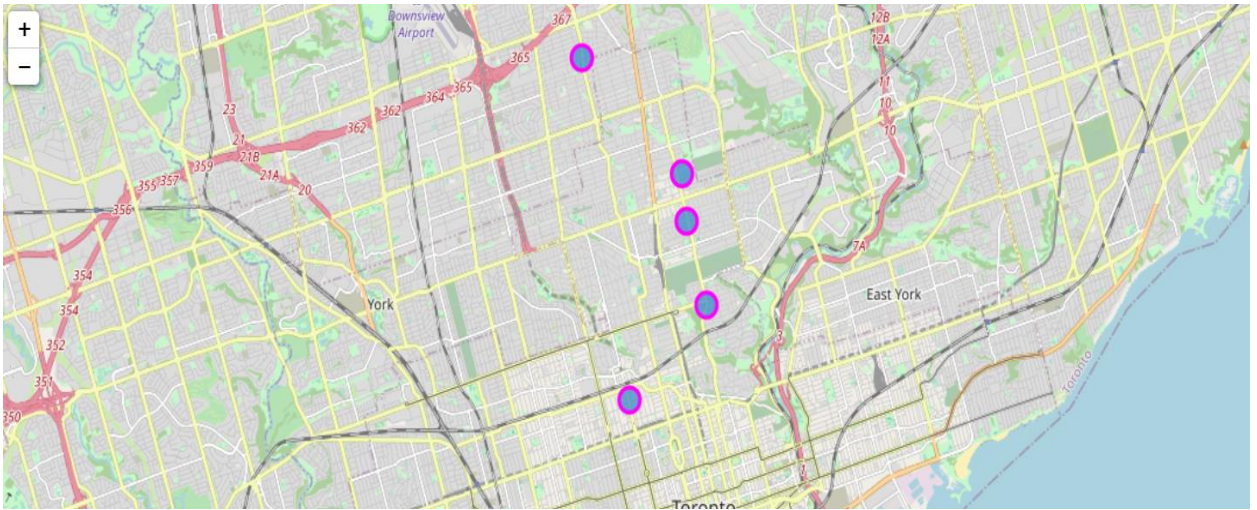 +
−
Downsview
Airport
367
12B
12A
365
365
364
362
362
11
10
10
23
21
21B
21A
20
359
357
355
356
354
354
352
351
350
7A
York
East York
3
Toronto
1
Toronto